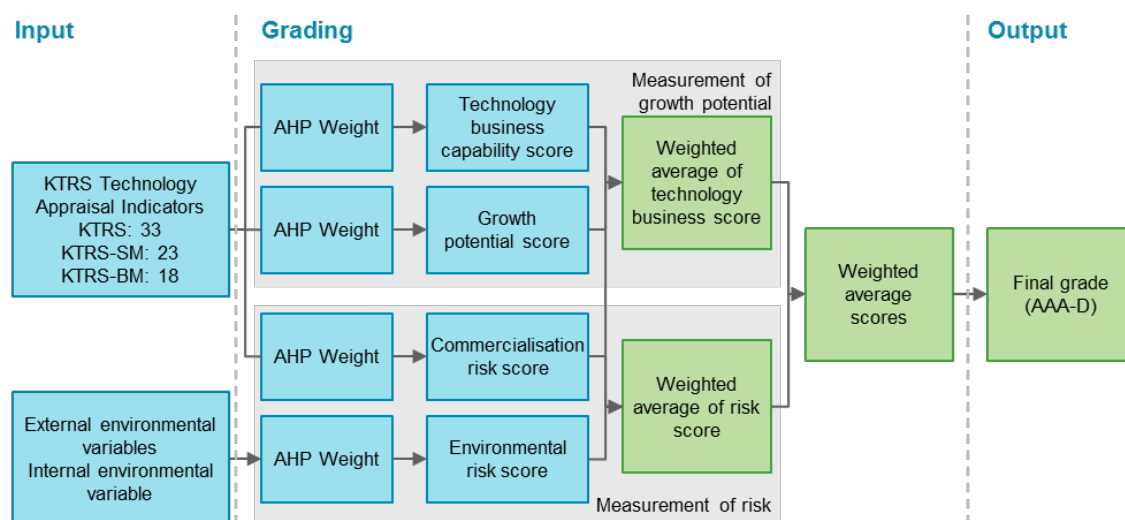 Input
Grading
Output
KTRS Technology
Appraisal Indicators
KTRS: 33
KTRS-SM: 23
KTRS-BM: 18
External environmental
variables
Internal environmental
variable
Measurement of
growth potential
AHP Weight
Technology
business
capability score
AHP Weight
Growth
potential score
Weighted
average of
technology
business score
AHP Weight
Commercialisation
risk score
AHP Weight
Environmental
risk score
Weighted
average of risk
score
Measurement of risk
Weighted
average
scores
Final grade
(AAA-D)